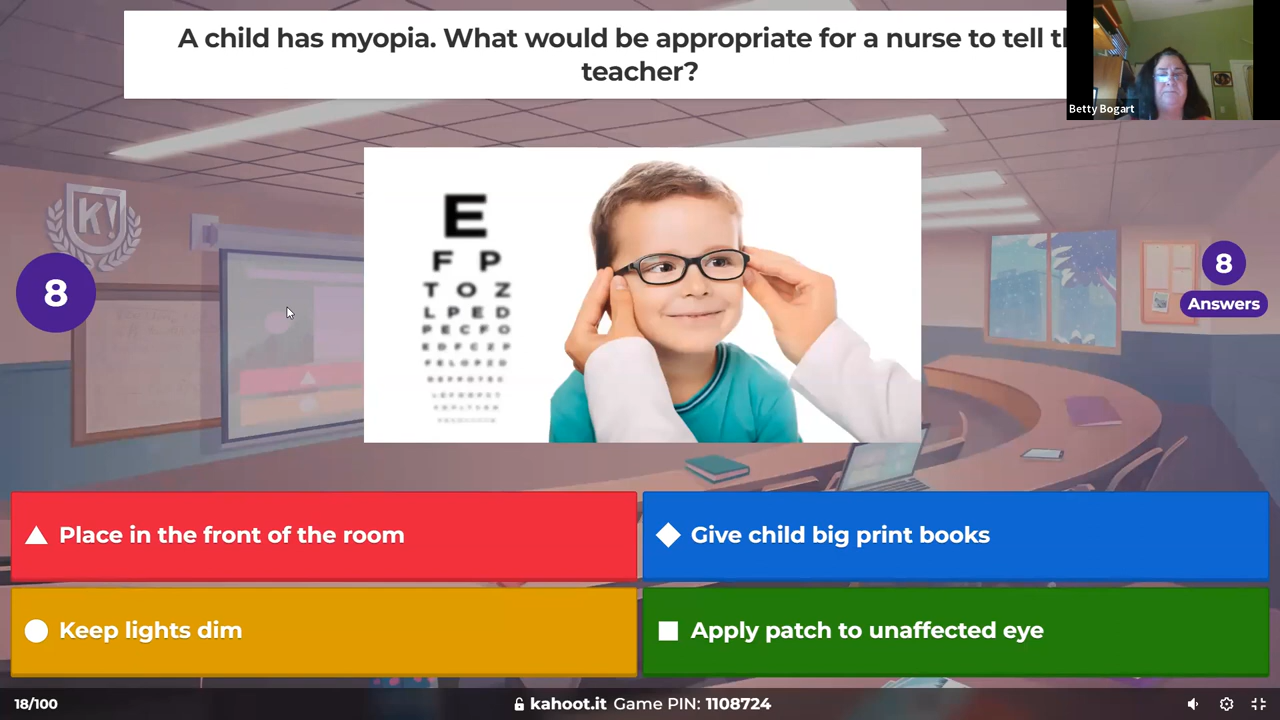 A child has myopia. What would be appropriate for a nurse to tell
teacher?
Betty Bogart
K!
E
F P
T O Z
L P E D
P E C F D
E D F C Z P
F E L O P Z D
D E F P O T E C
8
8
Answers
Place in the front of the room
Give child big print books
Keep lights dim
Apply patch to unaffected eye
18/100
kahoot.it Game PIN: 1108724